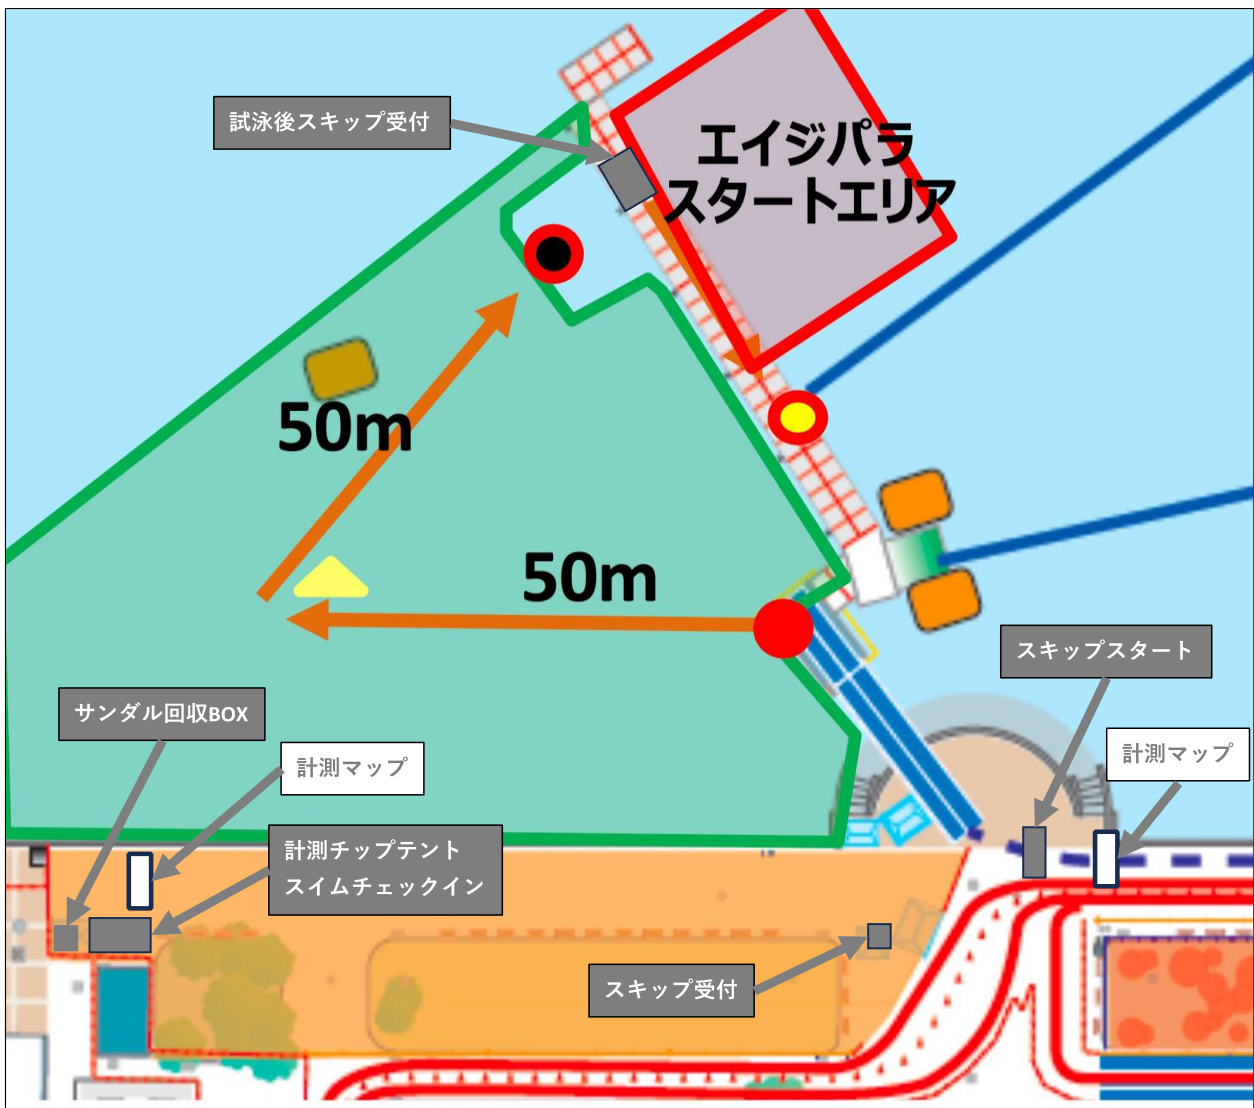 試泳後スキップ受付
エイジパラ
スタートエリア
50m
50m
スキップスタート
サンダル回収BOX
計測マップ
計測マップ
計測チップテント
スイムチェックイン
スキップ受付